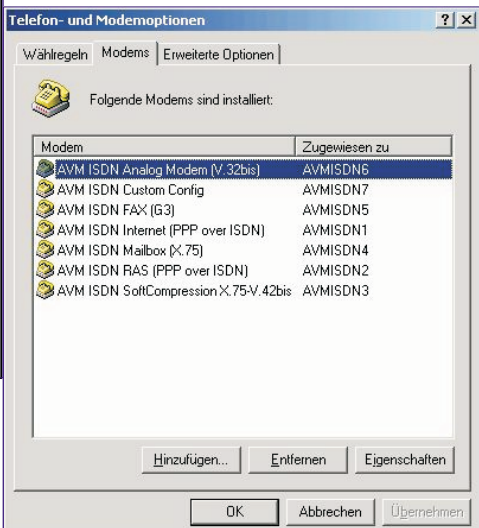 Telefon- und Modemoptionen
Wählregeln Modems Erweiterte Optionen
Folgende Modems sind installiert:
Modem Zugewiesen zu
AVM ISDN Analog Modem (V.32bis) AVMISDN6
AVM ISDN Custom Config AVMISDN7
AVM ISDN FAX (G3) AVMISDN5
AVM ISDN Internet (PPP over ISDN) AVMISDN1
AVM ISDN Mailbox (X.75) AVMISDN4
AVM ISDN RAS (PPP over ISDN) AVMISDN2
AVM ISDN SoftCompression X.75-V.42bis AVMISDN3
Hinzufügen... Entfernen Eigenschaften
OK Abbrechen Übernehmen